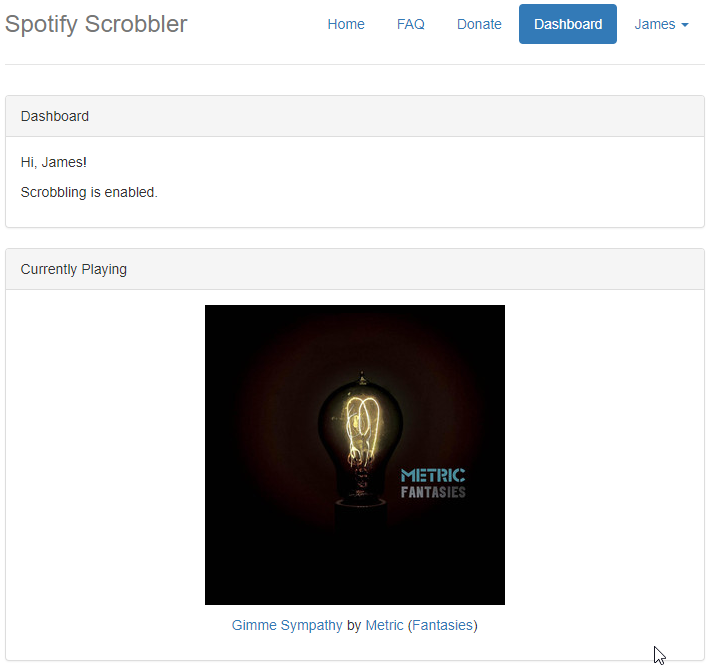 Spotify Scrobbler Home FAQ Donate Dashboard James
Dashboard
Hi, James!
Scrobbling is enabled.
Currently Playing
METRIC
FANTASIES
Gimme Sympathy by Metric (Fantasies)